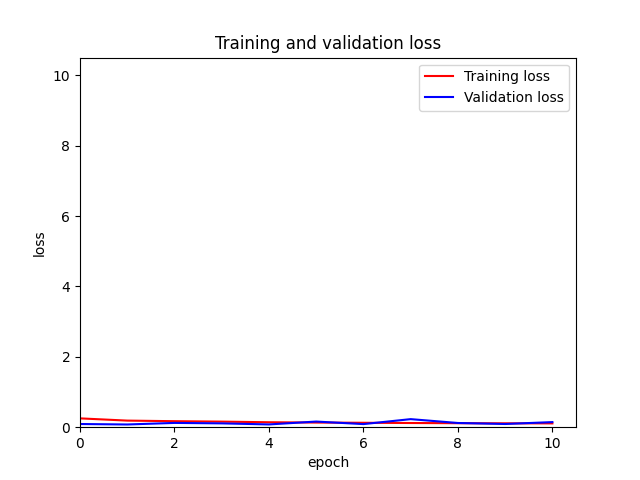 Training and validation loss
10
8
6
4
2
0
loss
Training loss
Validation loss
0 2 4 6 8 10
epoch